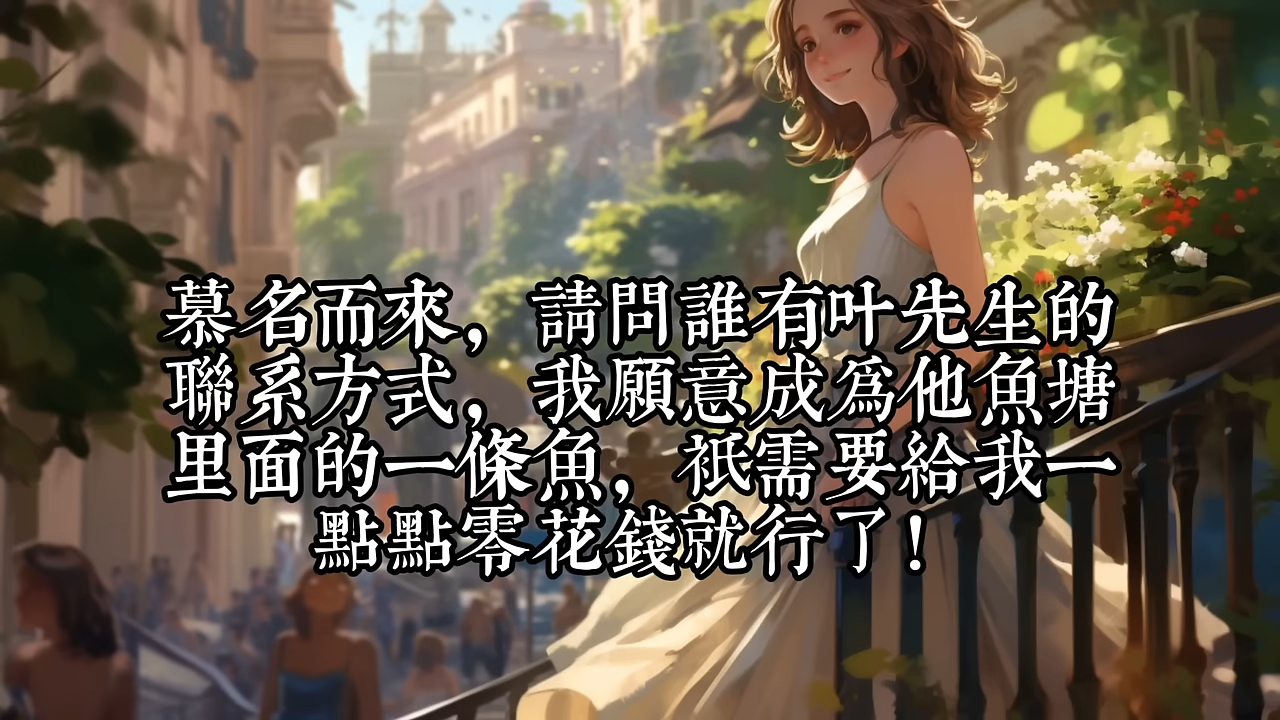 慕名而來，請問誰有叶先生的
聯系方式，我願意成爲他魚塘
里面的一條魚，祇需要給我一
點點零花錢就行了！